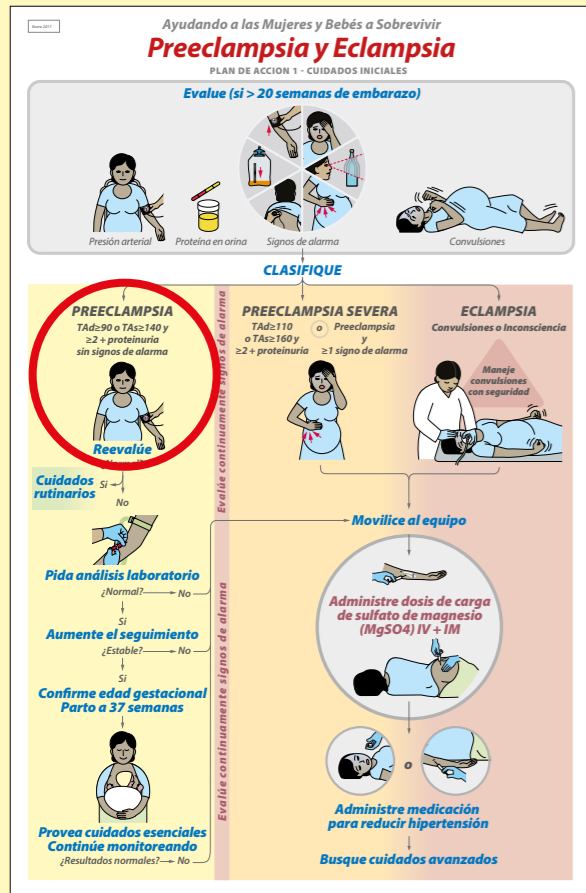 Enero 2017
Ayudando a las Mujeres y Bebés a Sobrevivir
Preeclampsia y Eclampsia
PLAN DE ACCION 1 - CUIDADOS INICIALES
Evalue (si > 20 semanas de embarazo)
Presión arterial
Proteína en orina
Signos de alarma
Convulsiones
CLASIFIQUE
PREECLAMPSIA
TAd≥90 o TAs≥140 y
≥2 + proteinuria
sin signos de alarma
Reevalúe
Cuidados
rutinarios
Si
No
Pida análisis laboratorio
¿Normal? No
Si
Aumente el seguimiento
¿Estable? No
Si
Confirme edad gestacional
Parto a 37 semanas
Provea cuidados esenciales
Continúe monitoreando
¿Resultados normales? No
Evalúe continuamente signos de alarma
Evalúe continuamente signos de alarma
PREECLAMPSIA SEVERA
TAd≥110
o TAs≥160 y
≥2 + proteinuria
o
Preeclampsia
y
≥1 signo de alarma
ECLAMPSIA
Convulsiones o Inconsciencia
Maneje
convulsiones
con seguridad
Movilice al equipo
Administre dosis de carga
de sulfato de magnesio
(MgSO4) IV + IM
o
Administre medicación
para reducir hipertensión
Busque cuidados avanzados